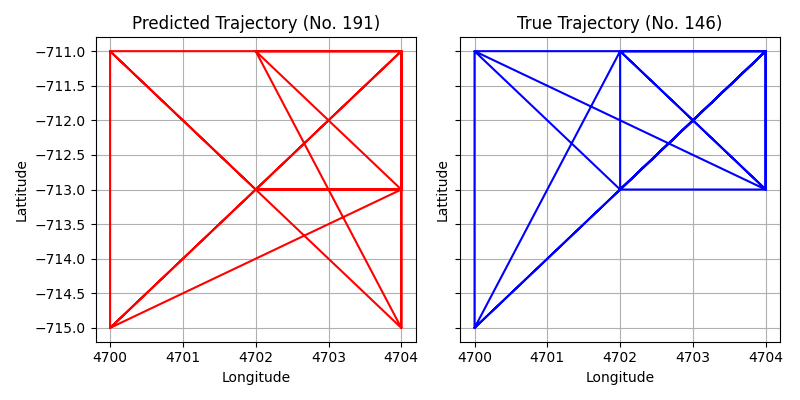 Predicted Trajectory (No. 191)
True Trajectory (No. 146)
−711.0
−711.5
−712.0
−712.5
−713.0
−713.5
−714.0
−714.5
−715.0
Lattitude
Lattitude
4700 4701 4702 4703 4704
4700 4701 4702 4703 4704
Longitude
Longitude